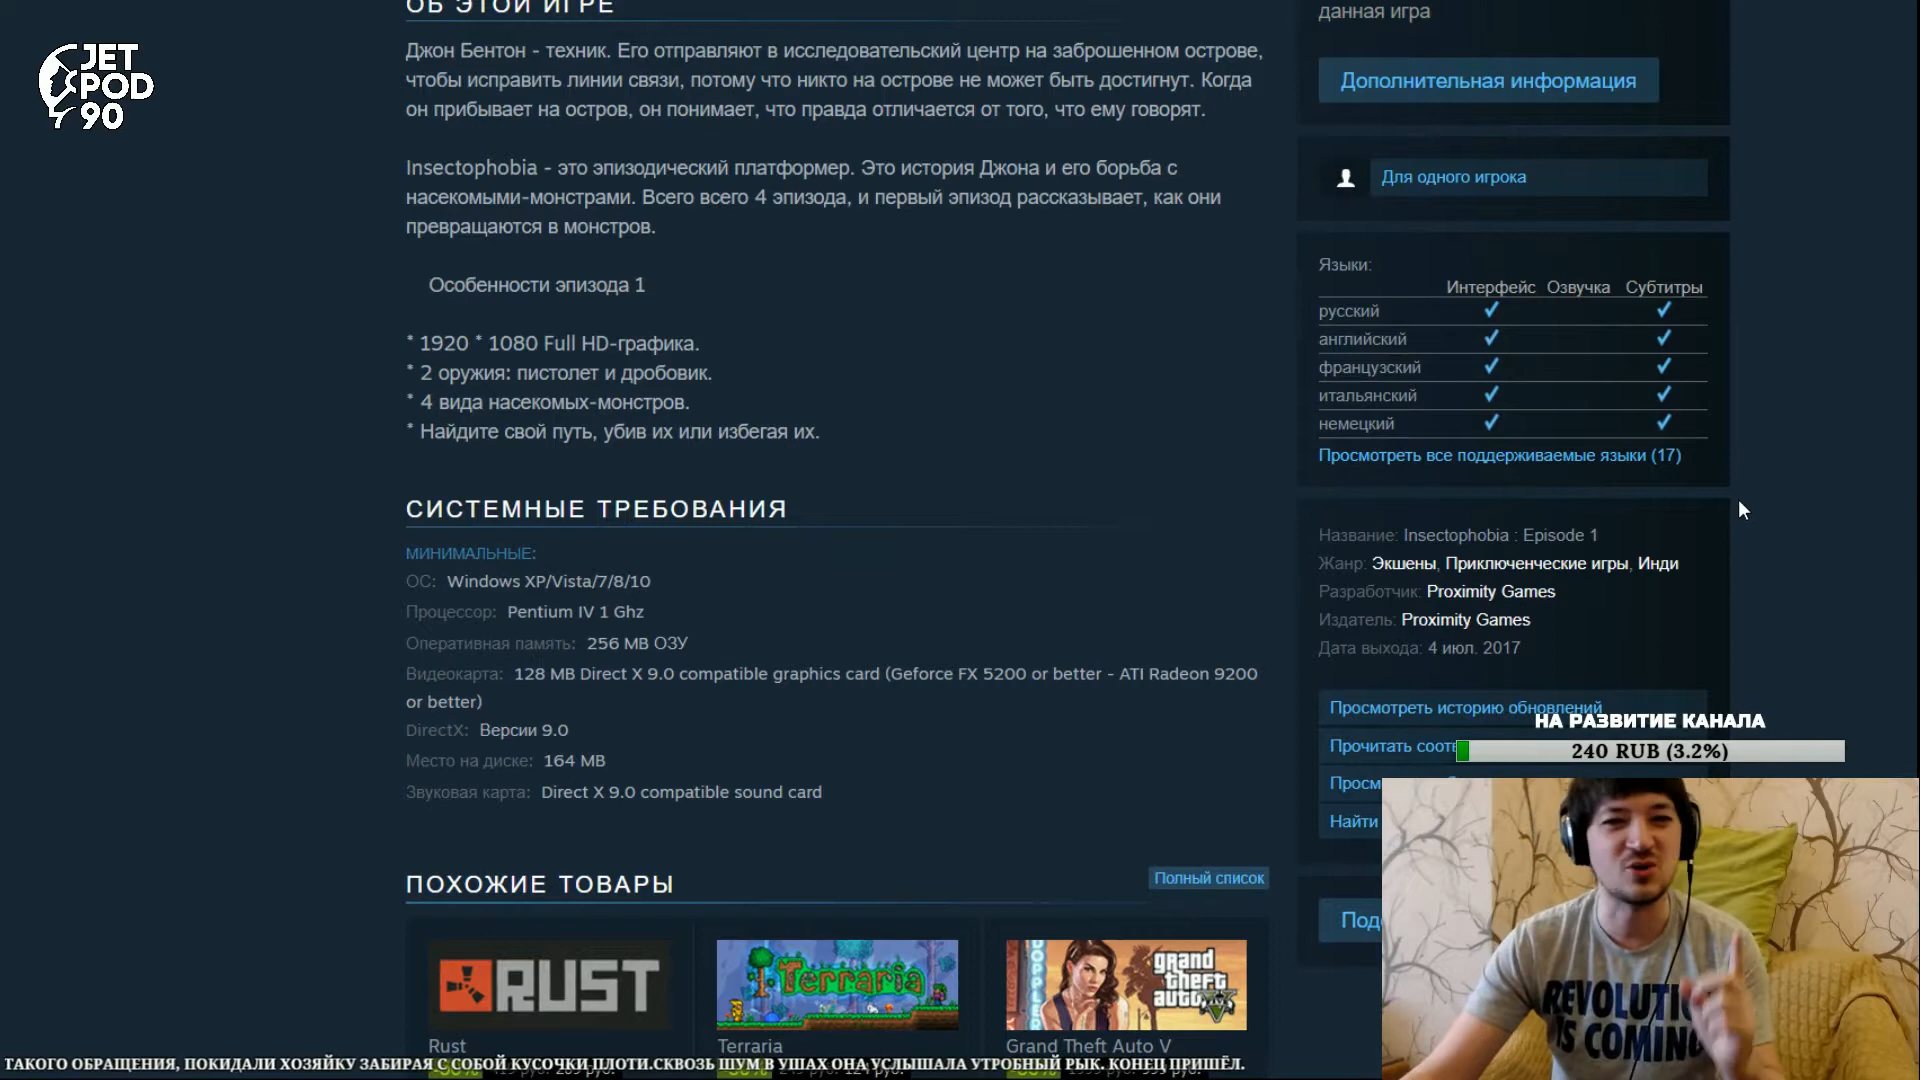 ОБ ЭТОЙ ИГРЕ
JET
POD
90
Джон Бентон - техник. Его отправляют в исследовательский центр на заброшенном острове,
чтобы исправить линии связи, потому что никто на острове не может быть достигнут. Когда
он прибывает на остров, он понимает, что правда отличается от того, что ему говорят.
Insectophobia - это эпизодический платформер. Это история Джона и его борьба с
насекомыми-монстрами. Всего всего 4 эпизода, и первый эпизод рассказывает, как они
превращаются в монстров.
Особенности эпизода 1
* 1920 * 1080 Full HD-графика.
* 2 оружия: пистолет и дробовик.
* 4 вида насекомых-монстров.
* Найдите свой путь, убив их или избегая их.
СИСТЕМНЫЕ ТРЕБОВАНИЯ
МИНИМАЛЬНЫЕ:
ОС: Windows XP/Vista/7/8/10
Процессор: Pentium IV 1 Ghz
Оперативная память: 256 MB ОЗУ
Видеокарта: 128 MB Direct X 9.0 compatible graphics card (Geforce FX 5200 or better - ATI Radeon 9200
or better)
DirectX: Версии 9.0
Место на диске: 164 MB
Звуковая карта: Direct X 9.0 compatible sound card
ПОХОЖИЕ ТОВАРЫ
Полный список
RUST
Terraria
grand
theft
auto V
Rust
Terraria
Grand Theft Auto V
данная игра
Дополнительная информация
Для одного игрока
Языки:
Интерфейс Озвучка Субтитры
русский
английский
французский
итальянский
немецкий
Просмотреть все поддерживаемые языки (17)
Название: Insectophobia : Episode 1
Жанр: Экшены, Приключенческие игры, Инди
Разработчик: Proximity Games
Издатель: Proximity Games
Дата выхода: 4 июл. 2017
Просмотреть историю обновлений
Прочитать соотв
Просм
Найти
Под
НА РАЗВИТИЕ КАНАЛА
240 RUB (3.2%)
REVOLUTI
IS COMING
ТАКОГО ОБРАЩЕНИЯ, ПОКИДАЛИ ХОЗЯЙКУ ЗАБИРАЯ С СОБОЙ КУСОЧКИ ПЛОТИ.СКВОЗЬ ШУМ В УШАХ ОНА УСЛЫШАЛА УТРОБНЫЙ РЫК. КОНЕЦ ПРИШЁЛ.